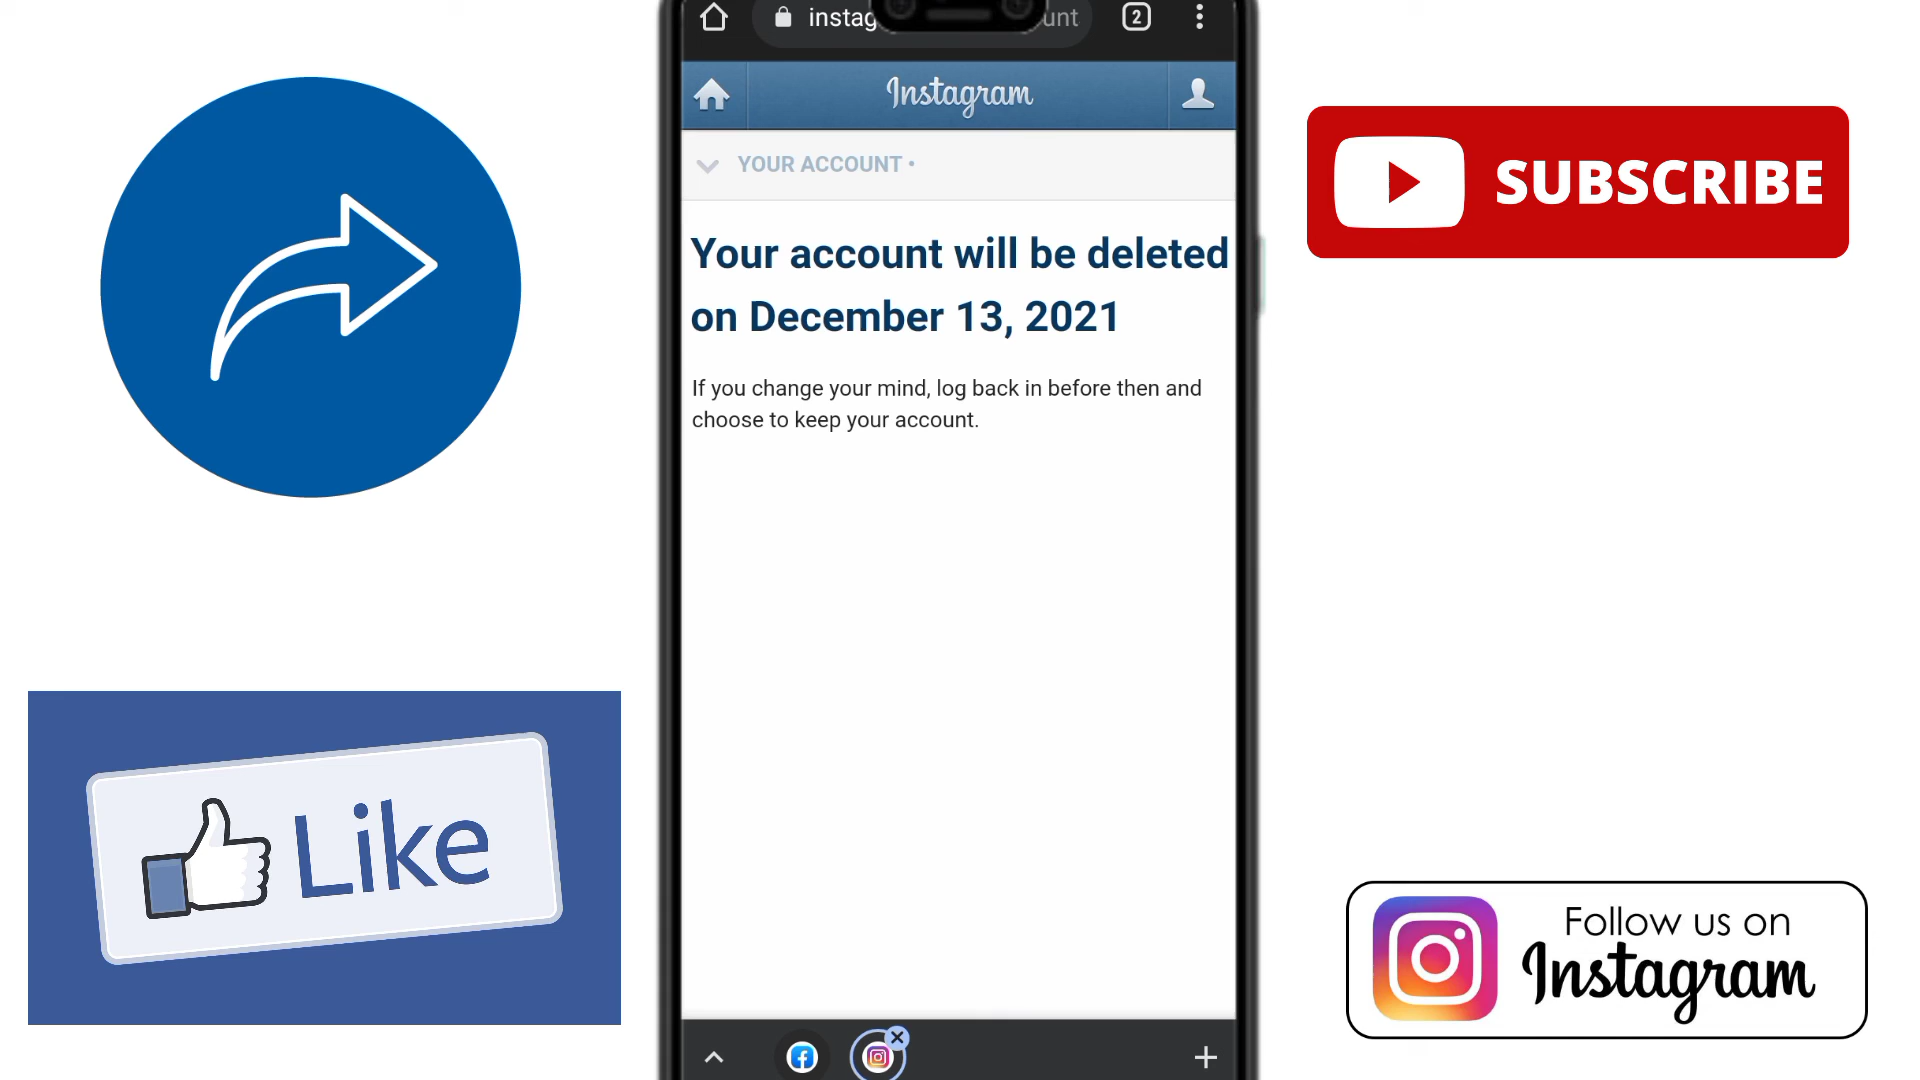 instag
unt
2
Instagram
YOUR ACCOUNT •
Your account will be deleted
on December 13, 2021
If you change your mind, log back in before then and
choose to keep your account.
SUBSCRIBE
Like
Follow us on
Instagram